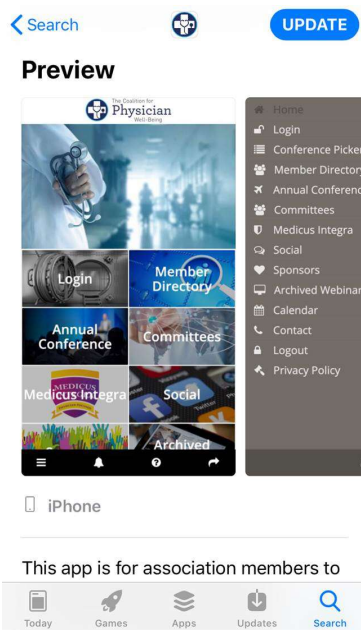 Search
UPDATE
Preview
The Coalition for
Physician
Well-Being
Login
Member
Directory
Annual
Conference
Committees
MEDICUS
Medicus Integra
Social
Archived
Home
Login
Conference Picker
Member Directory
Annual Conferenc
Committees
Medicus Integra
Social
Sponsors
Archived Webinar
Calendar
Contact
Logout
Privacy Policy
iPhone
This app is for association members to
Today
Games
Apps
Updates
Search